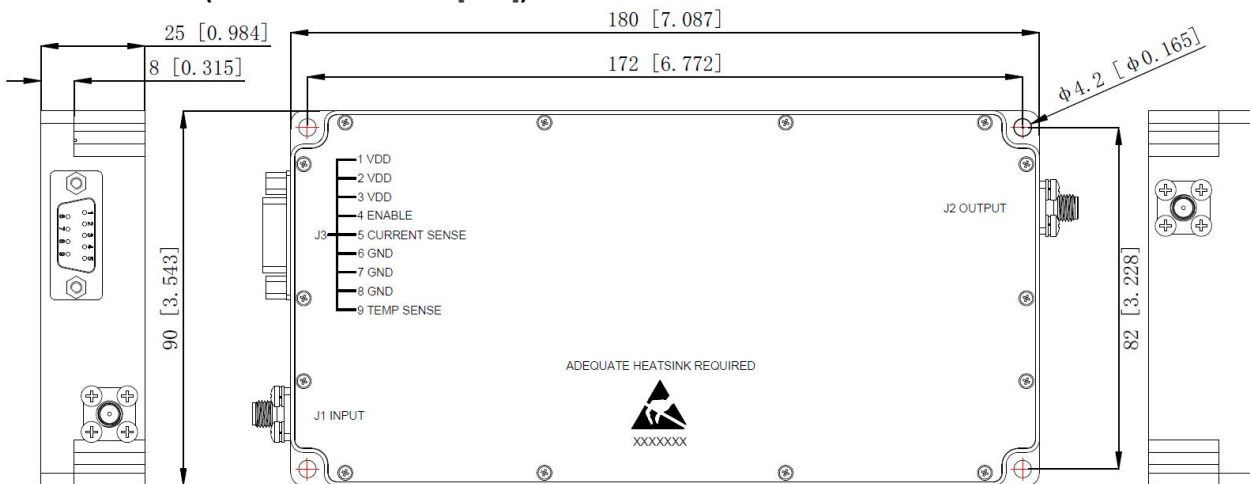 25 [0.984]
180 [7.087]
8 [0.315]
172 [6.772]
ϕ4.2 [ϕ0.165]
1 VDD
2 VDD
3 VDD
4 ENABLE
J3
5 CURRENT SENSE
6 GND
7 GND
8 GND
9 TEMP SENSE
J2 OUTPUT
90 [3.543]
82 [3.228]
ADEQUATE HEATSINK REQUIRED
J1 INPUT
XXXXXXX